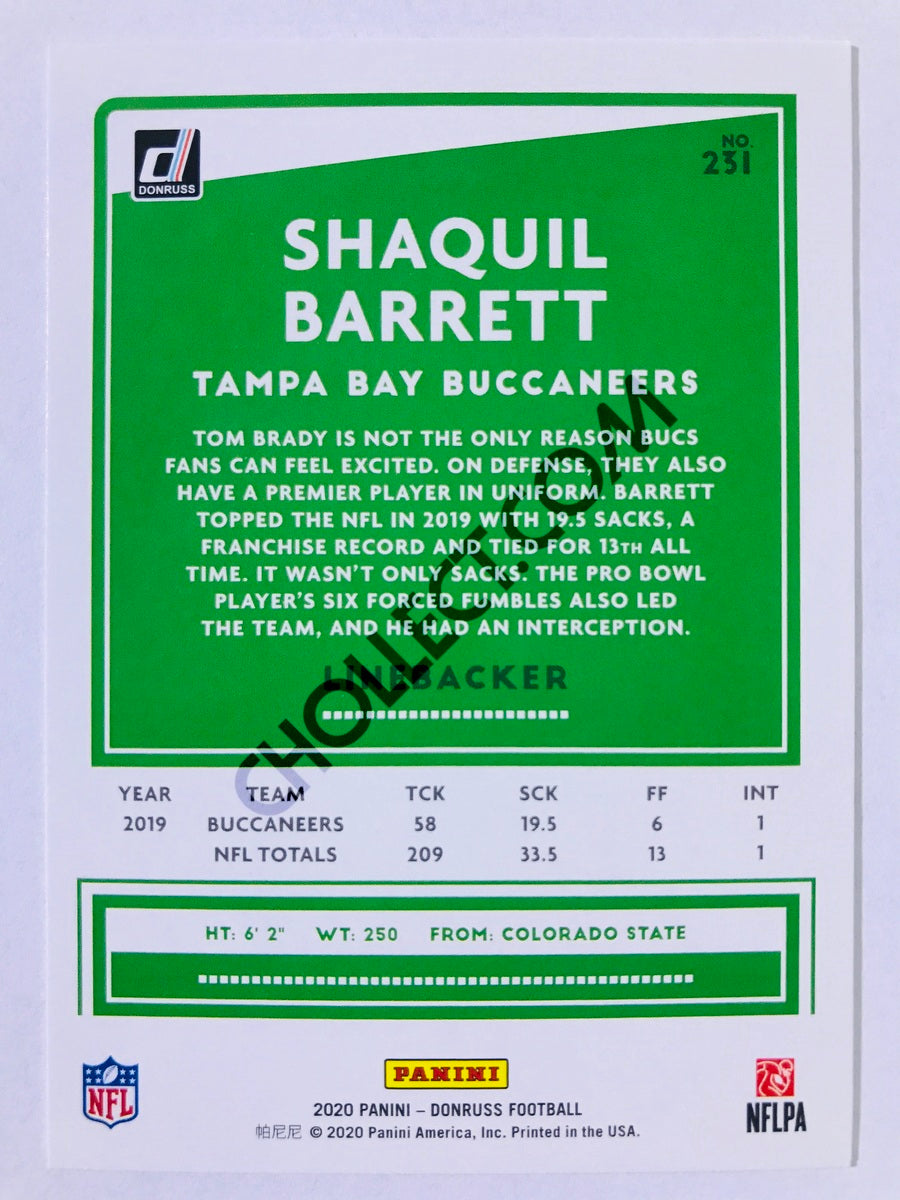 DONRUSS
NO.
231
SHAQUIL
BARRETT
TAMPA BAY BUCCANEERS
TOM BRADY IS NOT THE ONLY REASON BUCS
FANS CAN FEEL EXCITED. ON DEFENSE, THEY ALSO
HAVE A PREMIER PLAYER IN UNIFORM. BARRETT
TOPPED THE NFL IN 2019 WITH 19.5 SACKS, A
FRANCHISE RECORD AND TIED FOR 13TH ALL
TIME. IT WASN'T ONLY SACKS. THE PRO BOWL
PLAYER'S SIX FORCED FUMBLES ALSO LED
THE TEAM, AND HE HAD AN INTERCEPTION.
LINEBACKER
CHOLLECT.COM
YEAR TEAM TCK SCK FF INT
2019 BUCCANEERS 58 19.5 6 1
NFL TOTALS 209 33.5 13 1
HT: 6' 2" WT: 250 FROM: COLORADO STATE
NFL
PANINI
NFLPA
2020 PANINI – DONRUSS FOOTBALL
帕尼尼 © 2020 Panini America, Inc. Printed in the USA.